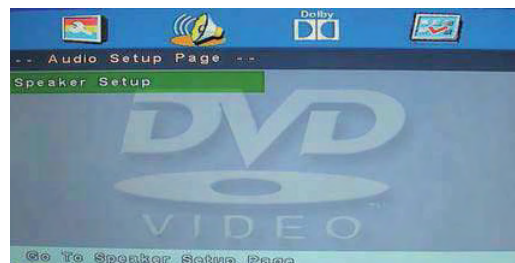 Dolby
-- Audio Setup Page --
Speaker Setup
DVD
VIDEO
Go To Speaker Setup Page